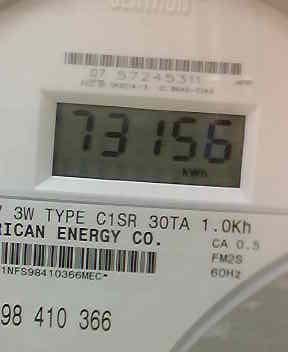 07 57245311
73156
kWh
3W TYPE C1SR 30TA 1.0Kh
RICAN ENERGY CO.
CA 0.5
FM2S
60Hz
1NFS98410366MEC-
98 410 366